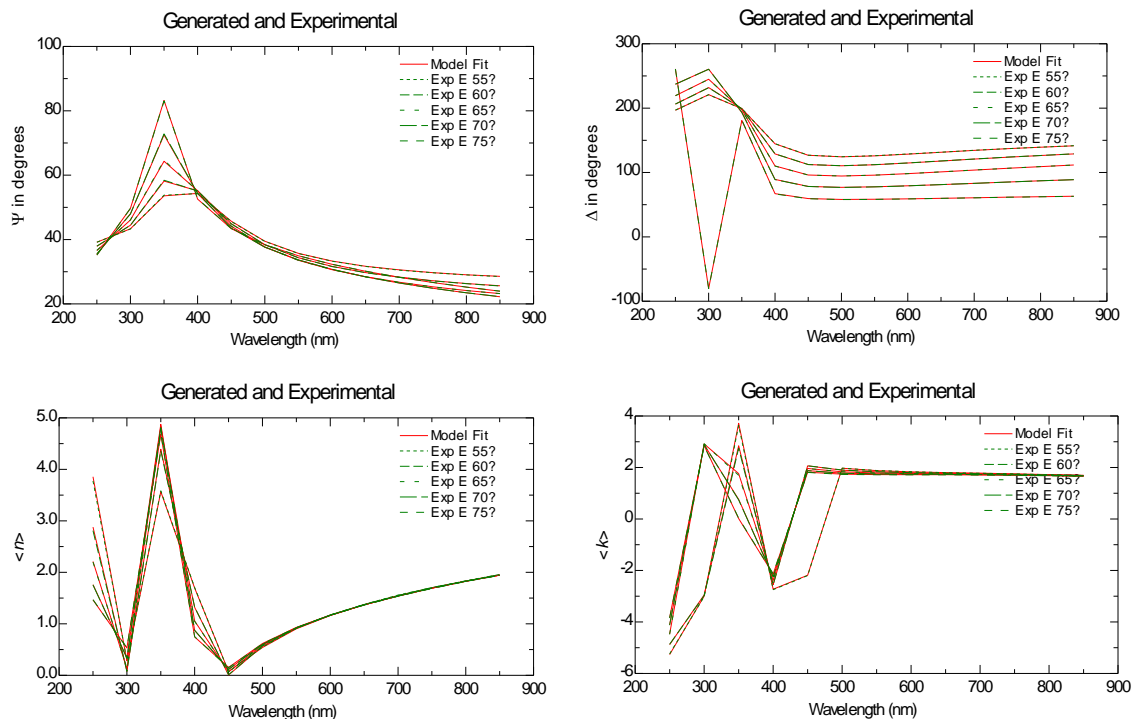 Generated and Experimental
Model Fit
Exp E 55?
Exp E 60?
Exp E 65?
Exp E 70?
Exp E 75?
Ψ in degrees
100
80
60
40
20
200 300 400 500 600 700 800 900
Wavelength (nm)
Generated and Experimental
Model Fit
Exp E 55?
Exp E 60?
Exp E 65?
Exp E 70?
Exp E 75?
Δ in degrees
300
200
100
0
-100
200 300 400 500 600 700 800 900
Wavelength (nm)
Generated and Experimental
Model Fit
Exp E 55?
Exp E 60?
Exp E 65?
Exp E 70?
Exp E 75?
<n>
5.0
4.0
3.0
2.0
1.0
0.0
200 300 400 500 600 700 800 900
Wavelength (nm)
Generated and Experimental
Model Fit
Exp E 55?
Exp E 60?
Exp E 65?
Exp E 70?
Exp E 75?
<k>
4
2
0
-2
-4
-6
200 300 400 500 600 700 800 900
Wavelength (nm)